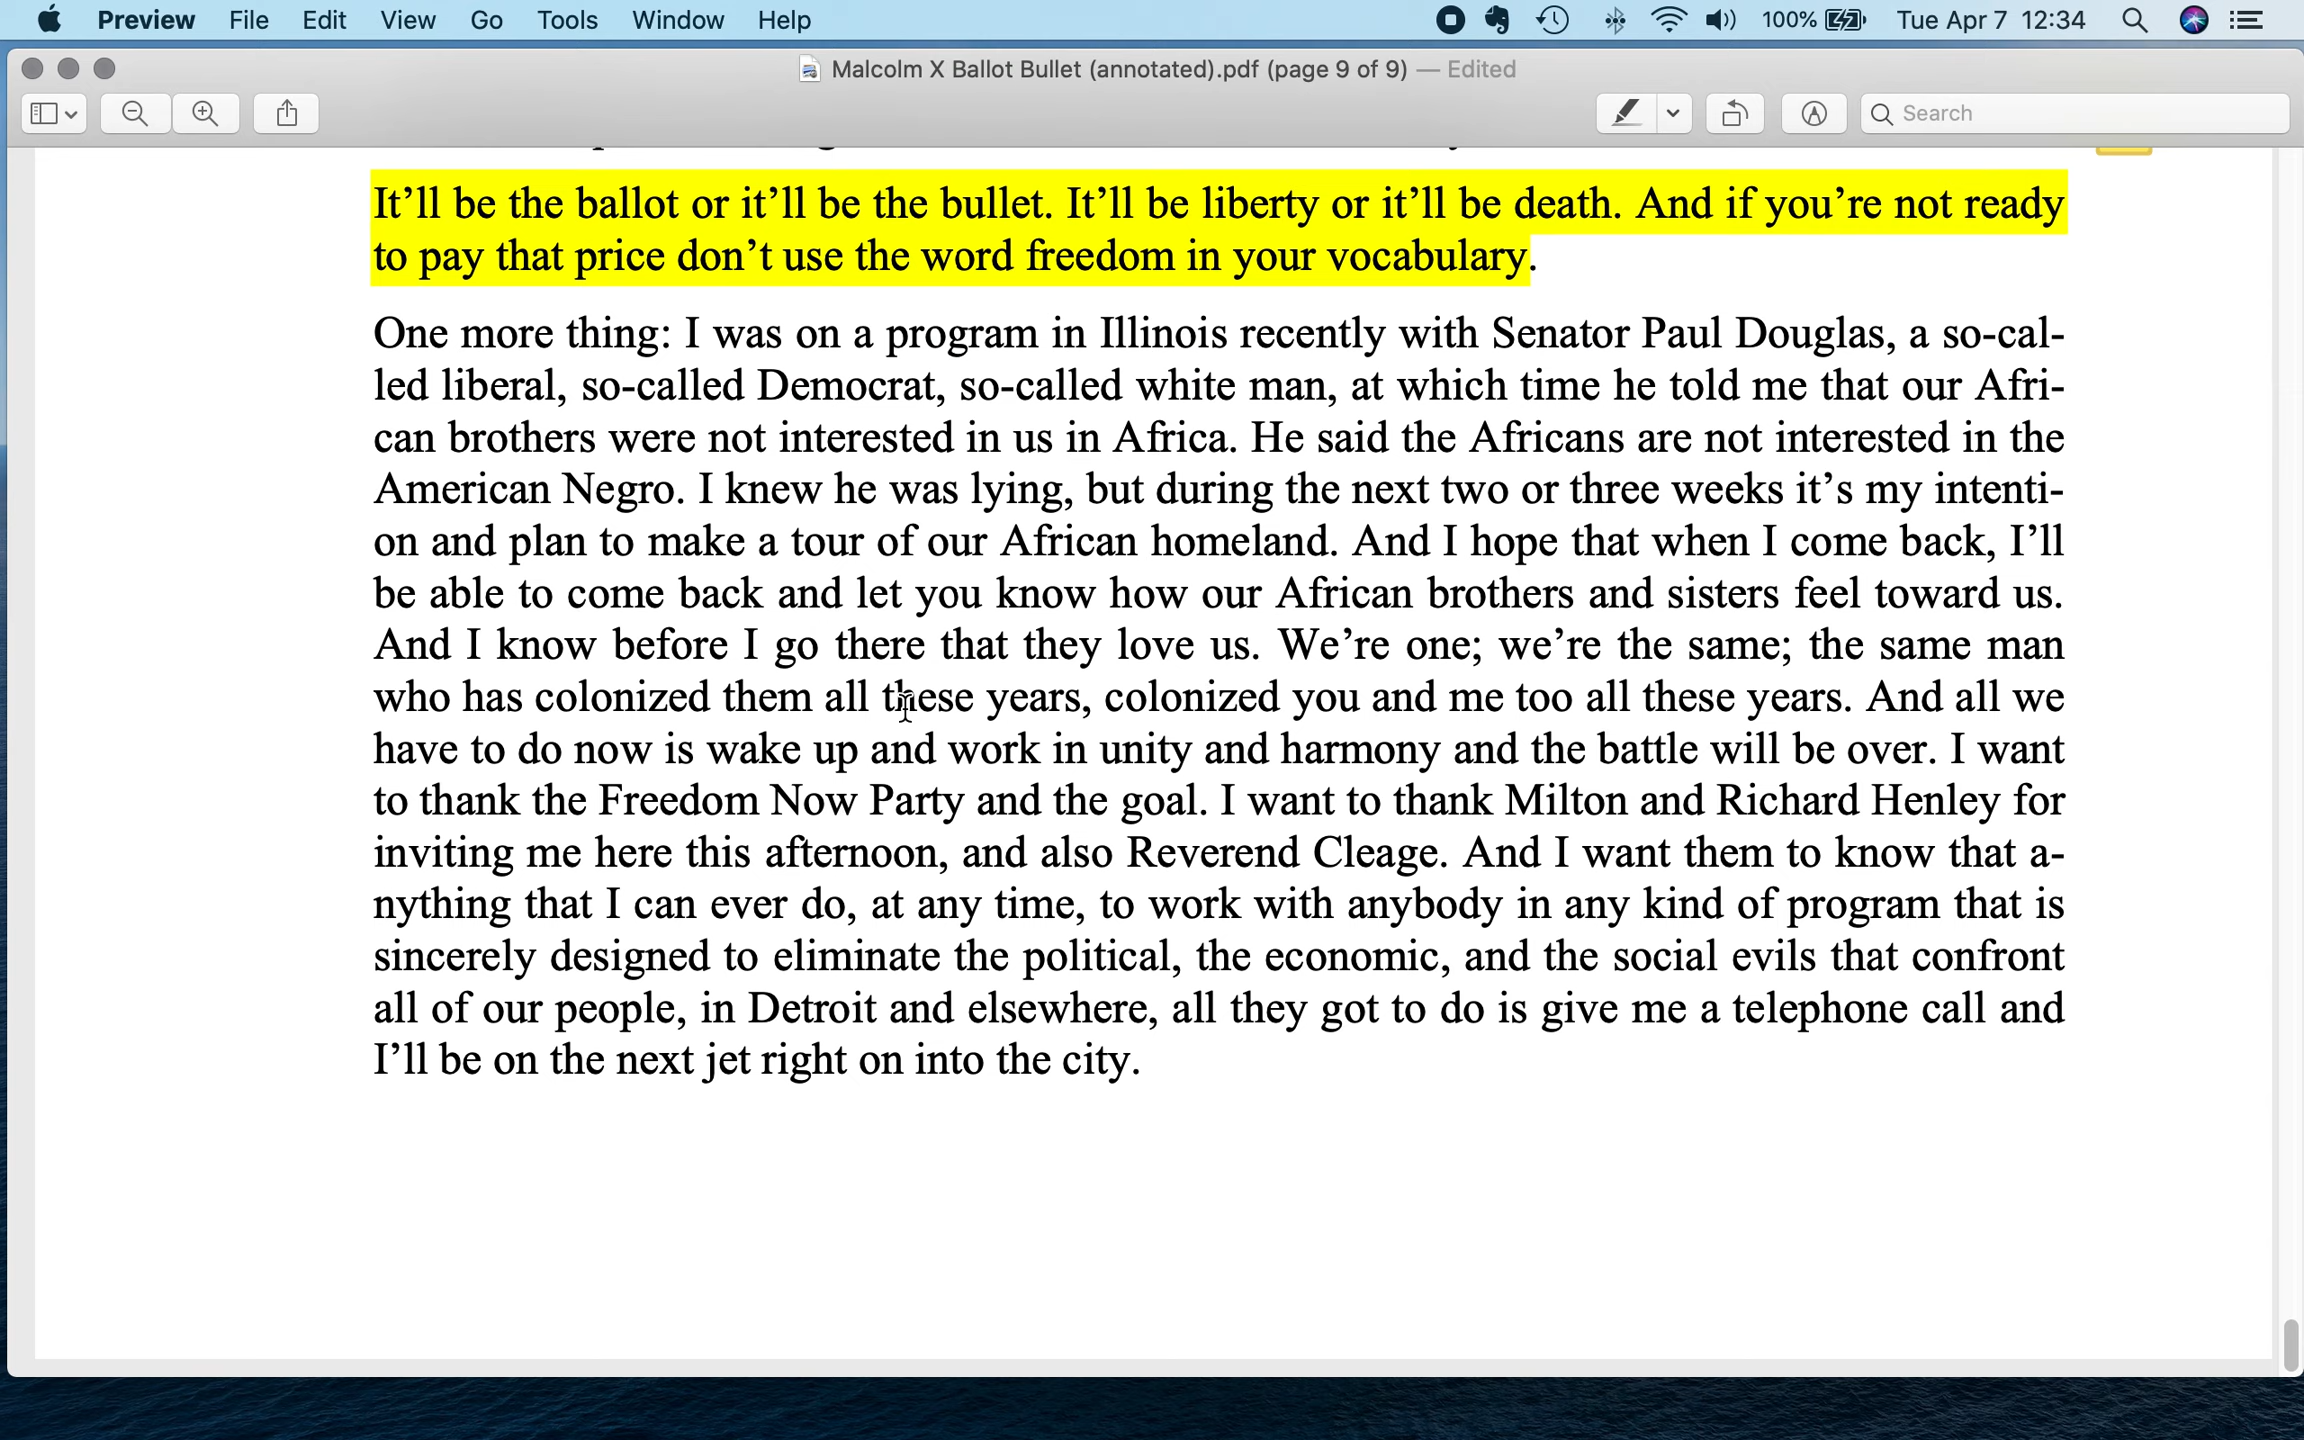 Preview File Edit View Go Tools Window Help 100% Tue Apr 7 12:34
Malcolm X Ballot Bullet (annotated).pdf (page 9 of 9) — Edited
Search
It’ll be the ballot or it’ll be the bullet. It’ll be liberty or it’ll be death. And if you’re not ready
to pay that price don’t use the word freedom in your vocabulary.
One more thing: I was on a program in Illinois recently with Senator Paul Douglas, a so-cal-
led liberal, so-called Democrat, so-called white man, at which time he told me that our Afri-
can brothers were not interested in us in Africa. He said the Africans are not interested in the
American Negro. I knew he was lying, but during the next two or three weeks it’s my intenti-
on and plan to make a tour of our African homeland. And I hope that when I come back, I’ll
be able to come back and let you know how our African brothers and sisters feel toward us.
And I know before I go there that they love us. We’re one; we’re the same; the same man
who has colonized them all these years, colonized you and me too all these years. And all we
have to do now is wake up and work in unity and harmony and the battle will be over. I want
to thank the Freedom Now Party and the goal. I want to thank Milton and Richard Henley for
inviting me here this afternoon, and also Reverend Cleage. And I want them to know that a-
nything that I can ever do, at any time, to work with anybody in any kind of program that is
sincerely designed to eliminate the political, the economic, and the social evils that confront
all of our people, in Detroit and elsewhere, all they got to do is give me a telephone call and
I’ll be on the next jet right on into the city.